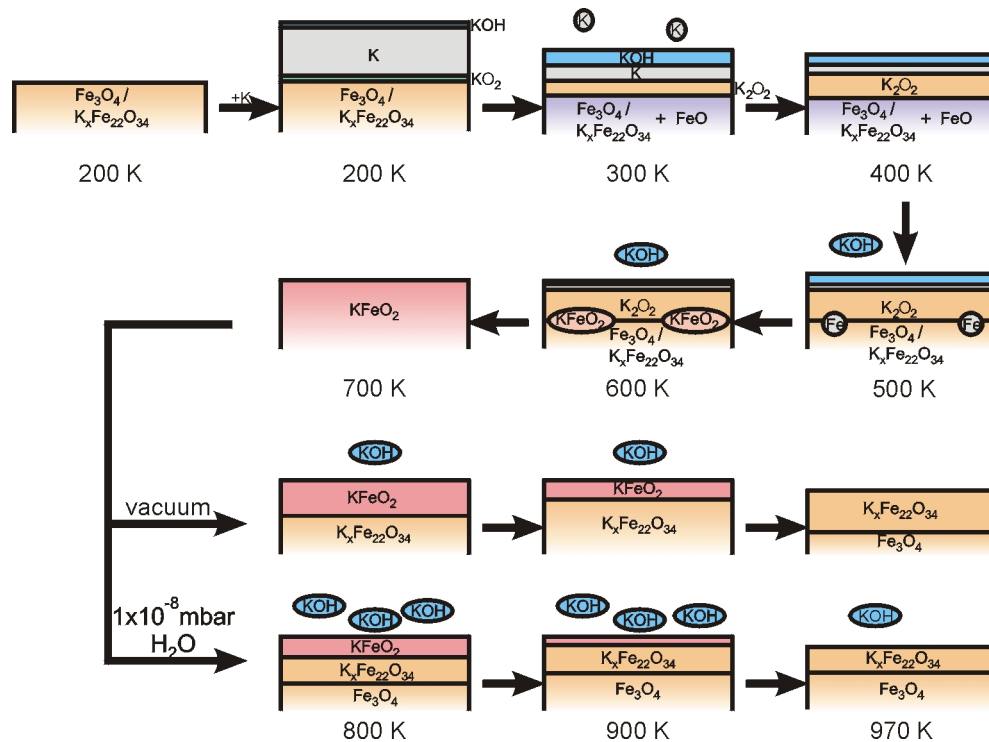 Fe₃O₄ /
KₓFe₂₂O₃₄
200 K
+K
KOH
K
KO₂
Fe₃O₄ /
KₓFe₂₂O₃₄
200 K
K
K
KOH
K
K₂O₂
Fe₃O₄ /
KₓFe₂₂O₃₄ + FeO
300 K
K₂O₂
Fe₃O₄ /
KₓFe₂₂O₃₄ + FeO
400 K
KOH
K₂O₂
Fe Fe
Fe₃O₄ /
KₓFe₂₂O₃₄
500 K
KOH
K₂O₂
KFeO₂ KFeO₂
Fe₃O₄ /
KₓFe₂₂O₃₄
600 K
KFeO₂
700 K
vacuum
KOH
KFeO₂
KₓFe₂₂O₃₄
KOH
KFeO₂
KₓFe₂₂O₃₄
KₓFe₂₂O₃₄
Fe₃O₄
1x10⁻⁸ mbar
H₂O
KOH KOH KOH
KFeO₂
KₓFe₂₂O₃₄
Fe₃O₄
800 K
KOH KOH KOH
KₓFe₂₂O₃₄
Fe₃O₄
900 K
KOH
KₓFe₂₂O₃₄
Fe₃O₄
970 K